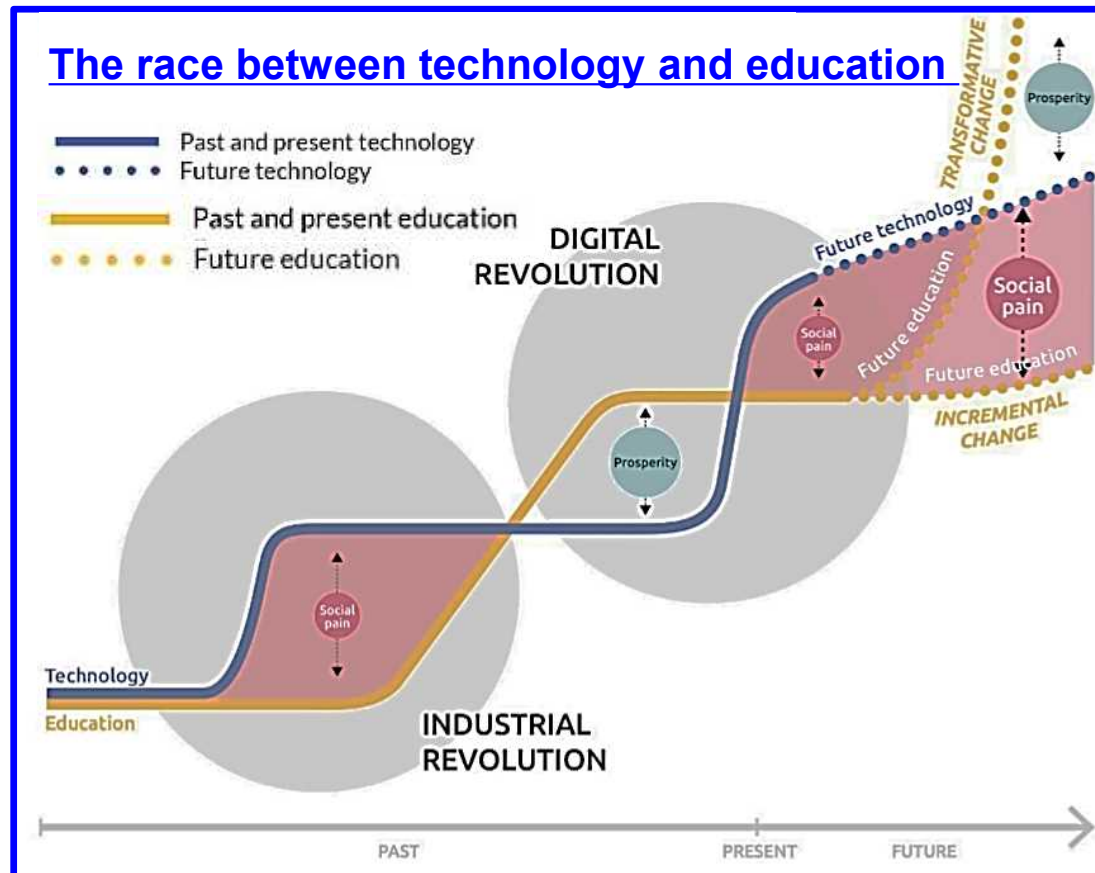 The race between technology and education
Past and present technology
Future technology
Past and present education
Future education
TRANSFORMATIVE
CHANGE
Prosperity
DIGITAL
REVOLUTION
Future technology
Social
pain
Future education
Social
pain
Future education
INCREMENTAL
CHANGE
Prosperity
Social
pain
Technology
Education
INDUSTRIAL
REVOLUTION
PAST
PRESENT
FUTURE